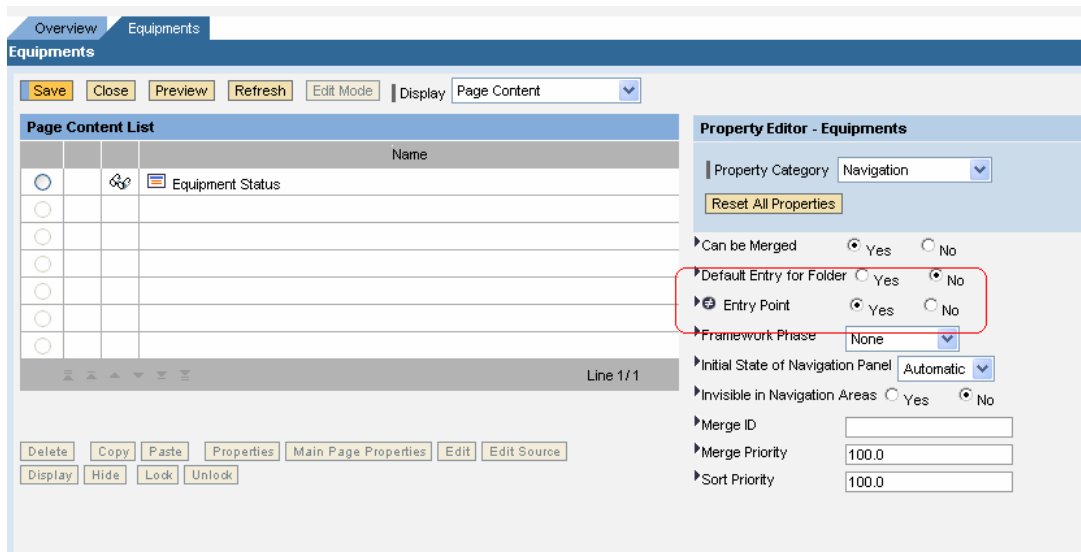 Overview Equipments
Equipments
Save Close Preview Refresh Edit Mode Display Page Content
Page Content List
Name
Equipment Status
Line 1/1
Delete Copy Paste Properties Main Page Properties Edit Edit Source
Display Hide Lock Unlock
Property Editor - Equipments
Property Category Navigation
Reset All Properties
Can be Merged Yes No
Default Entry for Folder Yes No
Entry Point Yes No
Framework Phase None
Initial State of Navigation Panel Automatic
Invisible in Navigation Areas Yes No
Merge ID
Merge Priority 100.0
Sort Priority 100.0